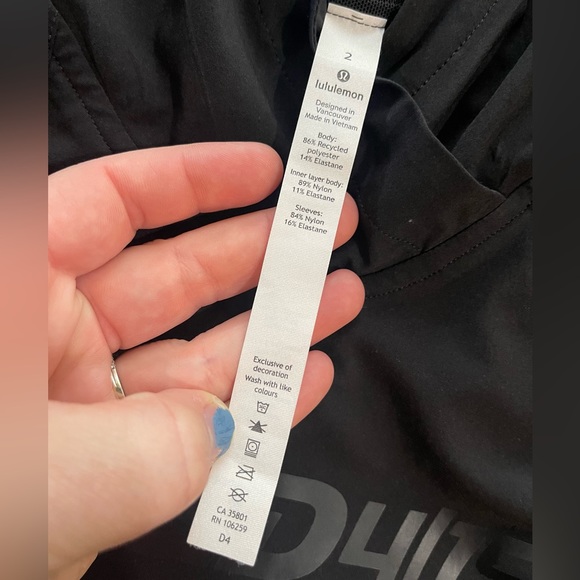 2
lululemon
Designed in
Vancouver
Made in Vietnam
Body:
86% Recycled
polyester
14% Elastane
Inner layer body:
89% Nylon
11% Elastane
Sleeves:
84% Nylon
16% Elastane
Exclusive of
decoration
Wash with like
colours
CA 35801
RN 106259
D4